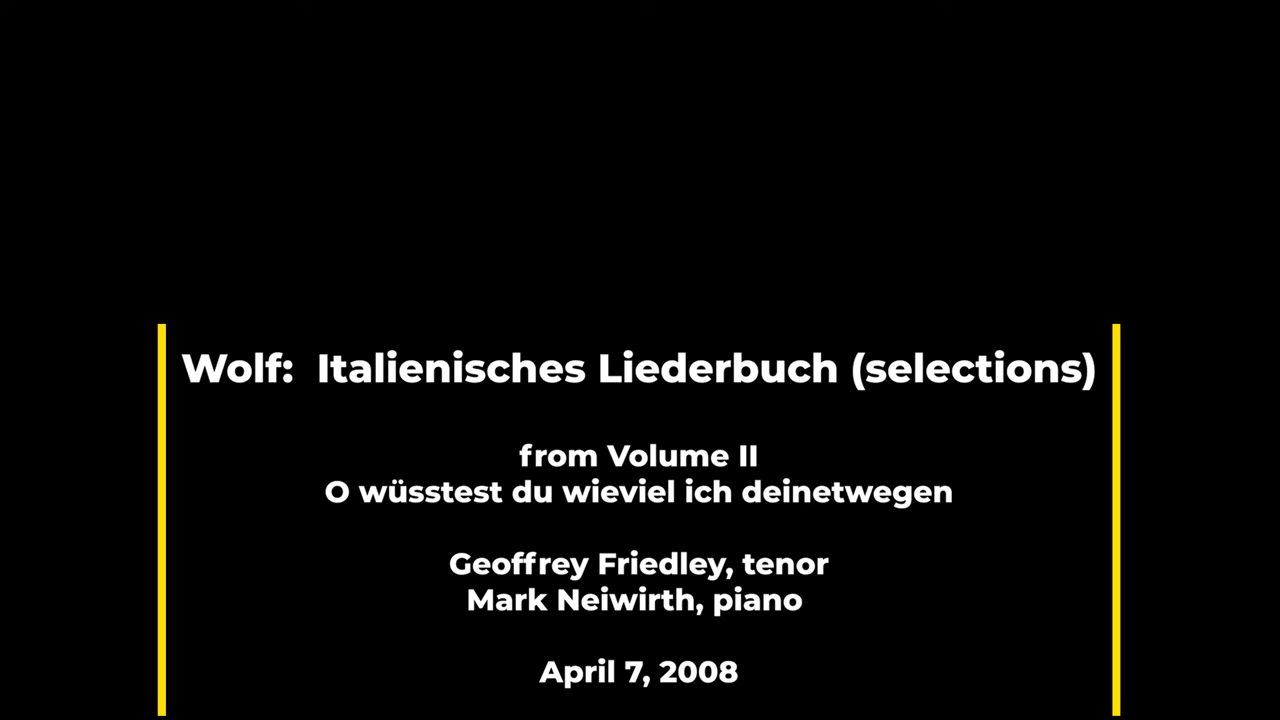 Wolf:  Italienisches Liederbuch (selections)
from Volume II
O wüsstest du wieviel ich deinetwegen
Geoffrey Friedley, tenor
Mark Neiwirth, piano
April 7, 2008